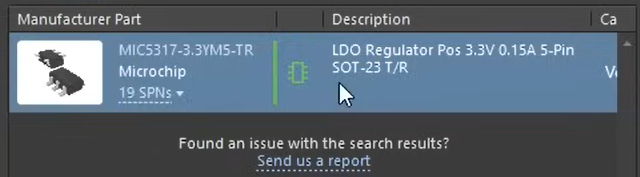 Manufacturer Part
Description
Ca
MIC5317-3.3YM5-TR
Microchip
19 SPNs
LDO Regulator Pos 3.3V 0.15A 5-Pin
SOT-23 T/R
Found an issue with the search results?
Send us a report